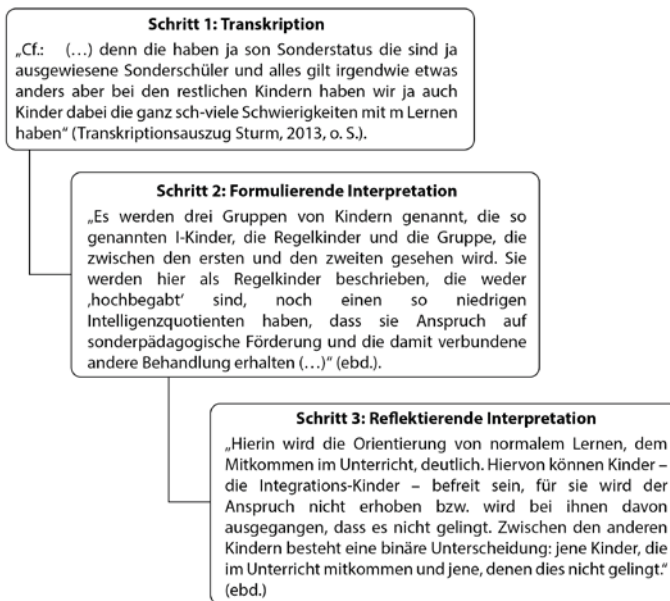 Schritt 1: Transkription
„Cf.: (…) denn die haben ja son Sonderstatus die sind ja
ausgewiesene Sonderschüler und alles gilt irgendwie etwas
anders aber bei den restlichen Kindern haben wir ja auch
Kinder dabei die ganz sch-viele Schwierigkeiten mit m Lernen
haben“ (Transkriptionsauszug Sturm, 2013, o. S.).
Schritt 2: Formulierende Interpretation
„Es werden drei Gruppen von Kindern genannt, die so
genannten I-Kinder, die Regelkinder und die Gruppe, die
zwischen den ersten und den zweiten gesehen wird. Sie
werden hier als Regelkinder beschrieben, die weder
‚hochbegabt‘ sind, noch einen so niedrigen
Intelligenzquotienten haben, dass sie Anspruch auf
sonderpädagogische Förderung und die damit verbundene
andere Behandlung erhalten (…)“ (ebd.).
Schritt 3: Reflektierende Interpretation
„Hierin wird die Orientierung von normalem Lernen, dem
Mitkommen im Unterricht, deutlich. Hiervon können Kinder –
die Integrations-Kinder – befreit sein, für sie wird der
Anspruch nicht erhoben bzw. wird bei ihnen davon
ausgegangen, dass es nicht gelingt. Zwischen den anderen
Kindern besteht eine binäre Unterscheidung: jene Kinder, die
im Unterricht mitkommen und jene, denen dies nicht gelingt.“
(ebd.)